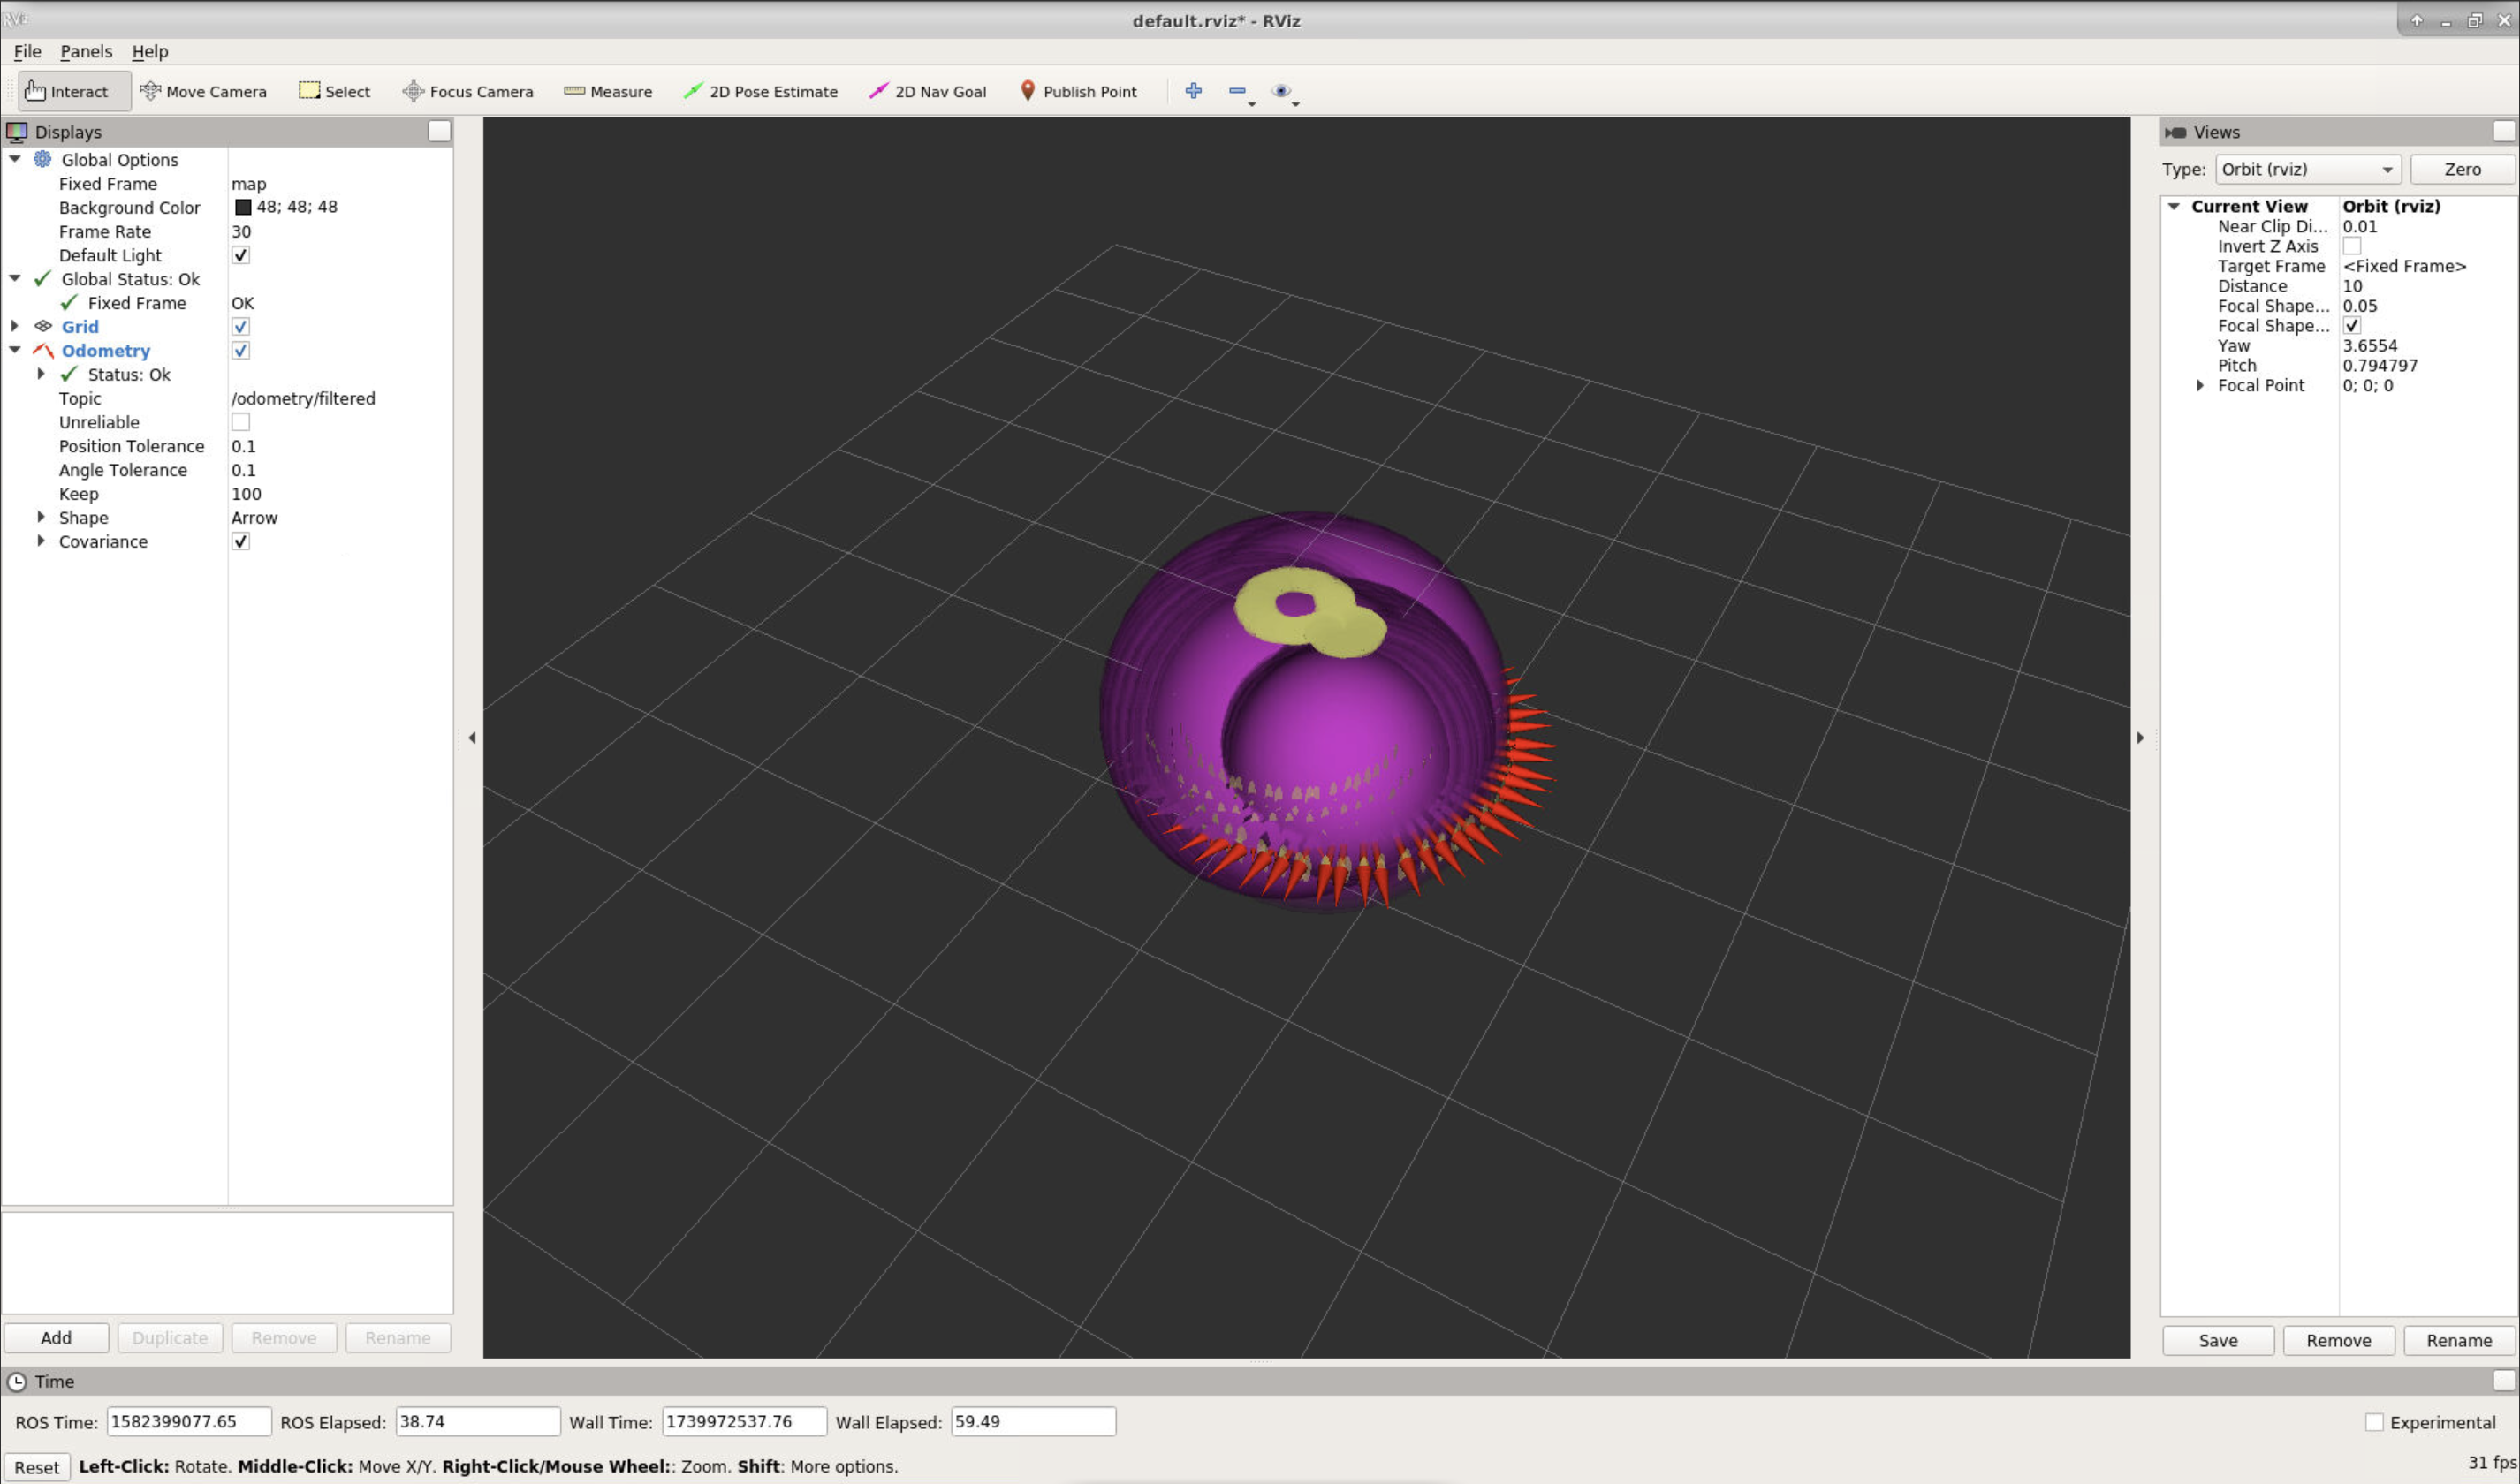 default.rviz* - RViz
File Panels Help
Interact Move Camera Select Focus Camera Measure 2D Pose Estimate 2D Nav Goal Publish Point
Displays
Global Options
Fixed Frame map
Background Color 48; 48; 48
Frame Rate 30
Default Light
Global Status: Ok
Fixed Frame OK
Grid
Odometry
Status: Ok
Topic /odometry/filtered
Unreliable
Position Tolerance 0.1
Angle Tolerance 0.1
Keep 100
Shape Arrow
Covariance
Add Duplicate Remove Rename
Views
Type: Orbit (rviz) Zero
Current View Orbit (rviz)
Near Clip Di... 0.01
Invert Z Axis
Target Frame <Fixed Frame>
Distance 10
Focal Shape... 0.05
Focal Shape...
Yaw 3.6554
Pitch 0.794797
Focal Point 0; 0; 0
Save Remove Rename
Time
ROS Time: 1582399077.65 ROS Elapsed: 38.74 Wall Time: 1739972537.76 Wall Elapsed: 59.49 Experimental
Reset Left-Click: Rotate. Middle-Click: Move X/Y. Right-Click/Mouse Wheel:: Zoom. Shift: More options. 31 fps